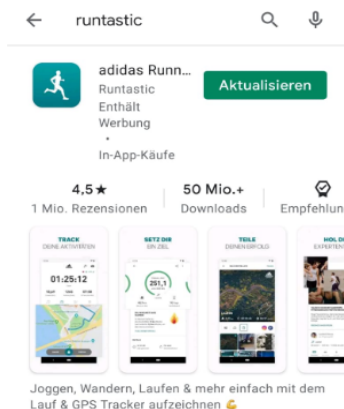 runtastic
adidas Runn...
Runtastic
Enthält
Werbung
·
In-App-Käufe
Aktualisieren
4,5★
1 Mio. Rezensionen
50 Mio.+
Downloads
Empfehlun
TRACK
DEINE AKTIVITÄTEN
01:25:12
SETZ DIR
EIN ZIEL
251,1
TEILE
DEINEN ERFOLG
HOL DI
EXPERTEN
Joggen, Wandern, Laufen & mehr einfach mit dem
Lauf & GPS Tracker aufzeichnen 💪